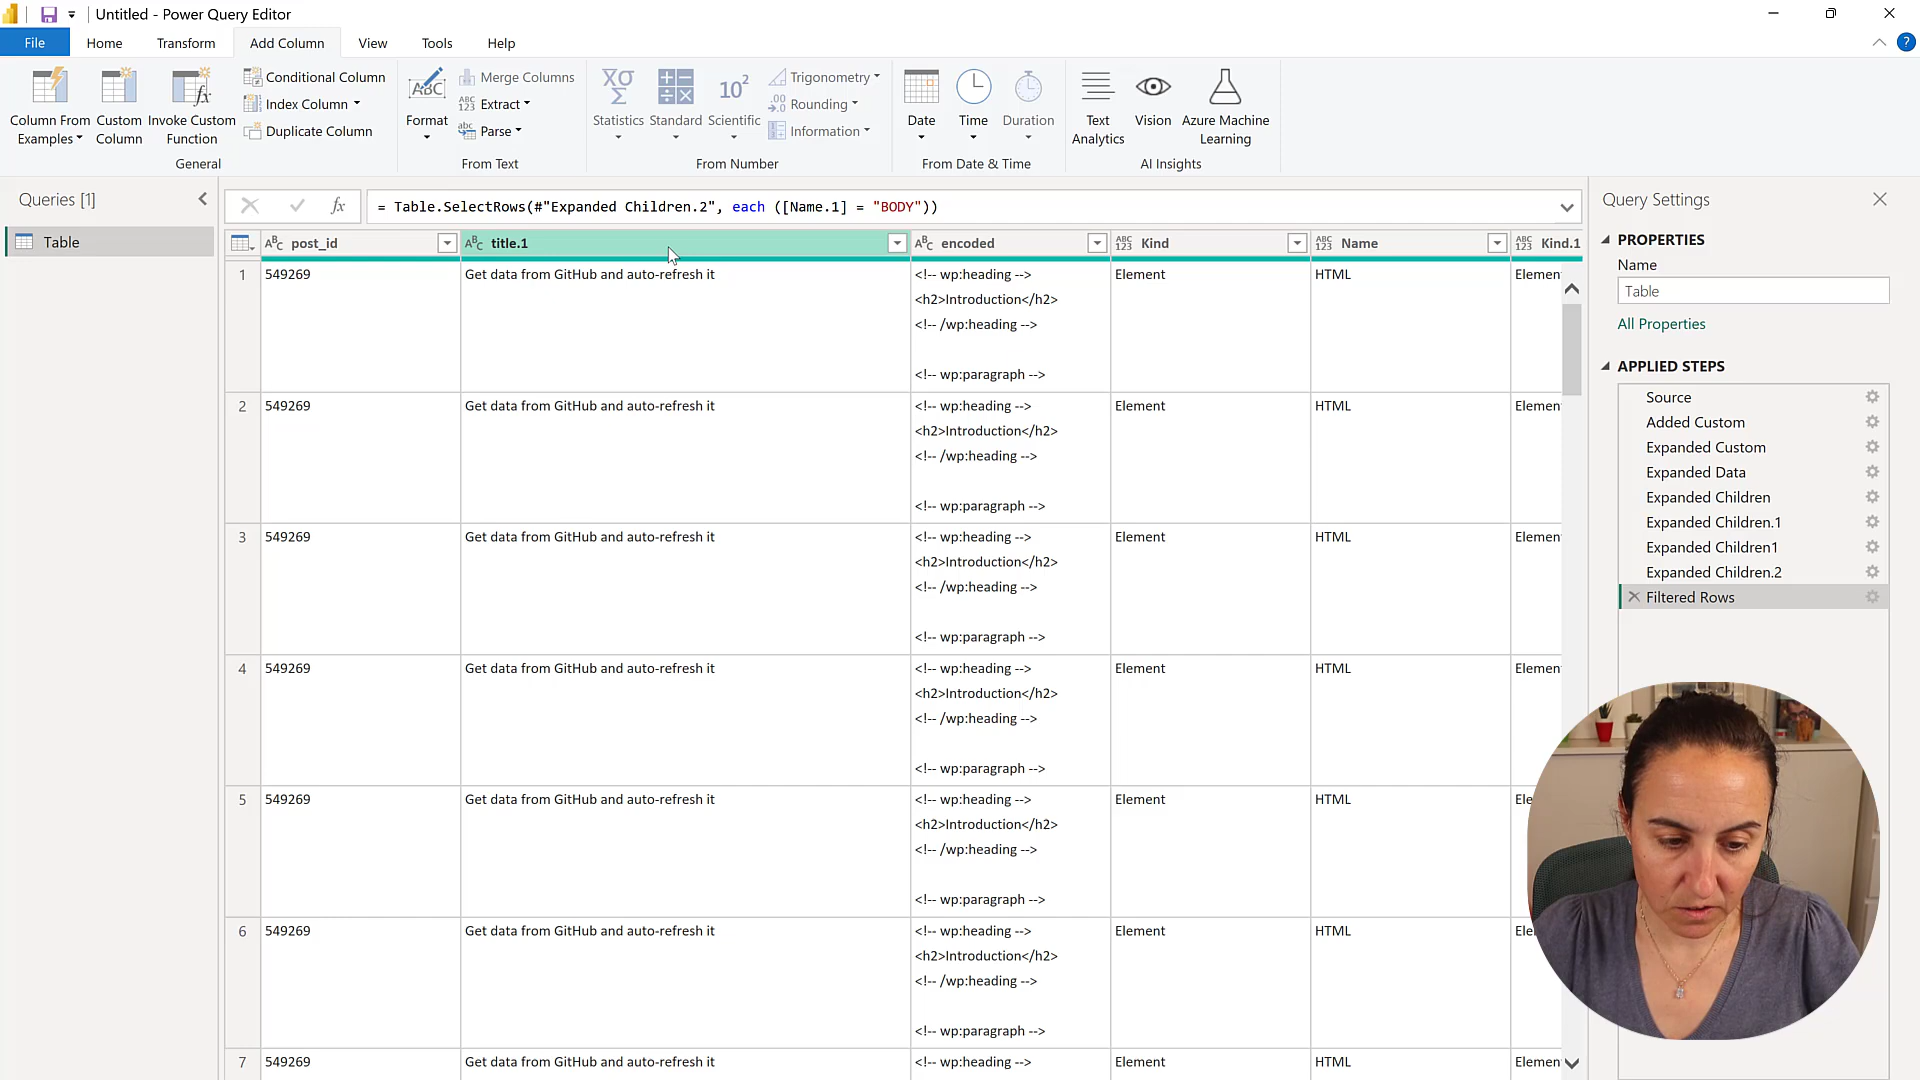 Untitled - Power Query Editor
File Home Transform Add Column View Tools Help
Column From Examples
Custom Column
Invoke Custom Function
Conditional Column
Index Column
Duplicate Column
General
Format
Merge Columns
Extract
Parse
From Text
Statistics
Standard
Scientific
Trigonometry
Rounding
Information
From Number
Date
Time
Duration
From Date & Time
Text Analytics
Vision
Azure Machine Learning
AI Insights
Queries [1]
Table
fx = Table.SelectRows(#"Expanded Children.2", each ([Name.1] = "BODY"))
post_id title.1 encoded Kind Name Kind.1
1 549269 Get data from GitHub and auto-refresh it <!-- wp:heading --> Element HTML Elemen
<h2>Introduction</h2>
<!-- /wp:heading -->
<!-- wp:paragraph -->
2 549269 Get data from GitHub and auto-refresh it <!-- wp:heading --> Element HTML Elemen
<h2>Introduction</h2>
<!-- /wp:heading -->
<!-- wp:paragraph -->
3 549269 Get data from GitHub and auto-refresh it <!-- wp:heading --> Element HTML Elemen
<h2>Introduction</h2>
<!-- /wp:heading -->
<!-- wp:paragraph -->
4 549269 Get data from GitHub and auto-refresh it <!-- wp:heading --> Element HTML Elemen
<h2>Introduction</h2>
<!-- /wp:heading -->
<!-- wp:paragraph -->
5 549269 Get data from GitHub and auto-refresh it <!-- wp:heading --> Element HTML Ele
<h2>Introduction</h2>
<!-- /wp:heading -->
<!-- wp:paragraph -->
6 549269 Get data from GitHub and auto-refresh it <!-- wp:heading --> Element HTML Ele
<h2>Introduction</h2>
<!-- /wp:heading -->
<!-- wp:paragraph -->
7 549269 Get data from GitHub and auto-refresh it <!-- wp:heading --> Element HTML Elemen
Query Settings
PROPERTIES
Name
Table
All Properties
APPLIED STEPS
Source
Added Custom
Expanded Custom
Expanded Data
Expanded Children
Expanded Children.1
Expanded Children1
Expanded Children.2
Filtered Rows